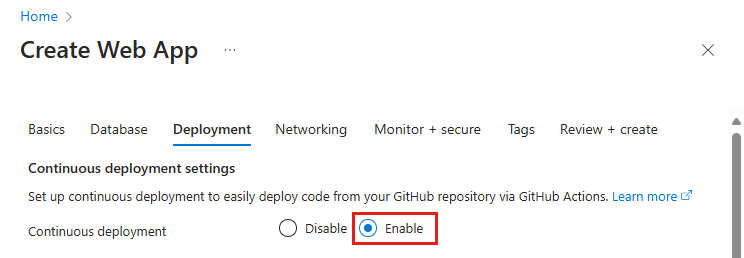 Home
Create Web App
Basics Database Deployment Networking Monitor + secure Tags Review + create
Continuous deployment settings
Set up continuous deployment to easily deploy code from your GitHub repository via GitHub Actions. Learn more
Continuous deployment Disable Enable